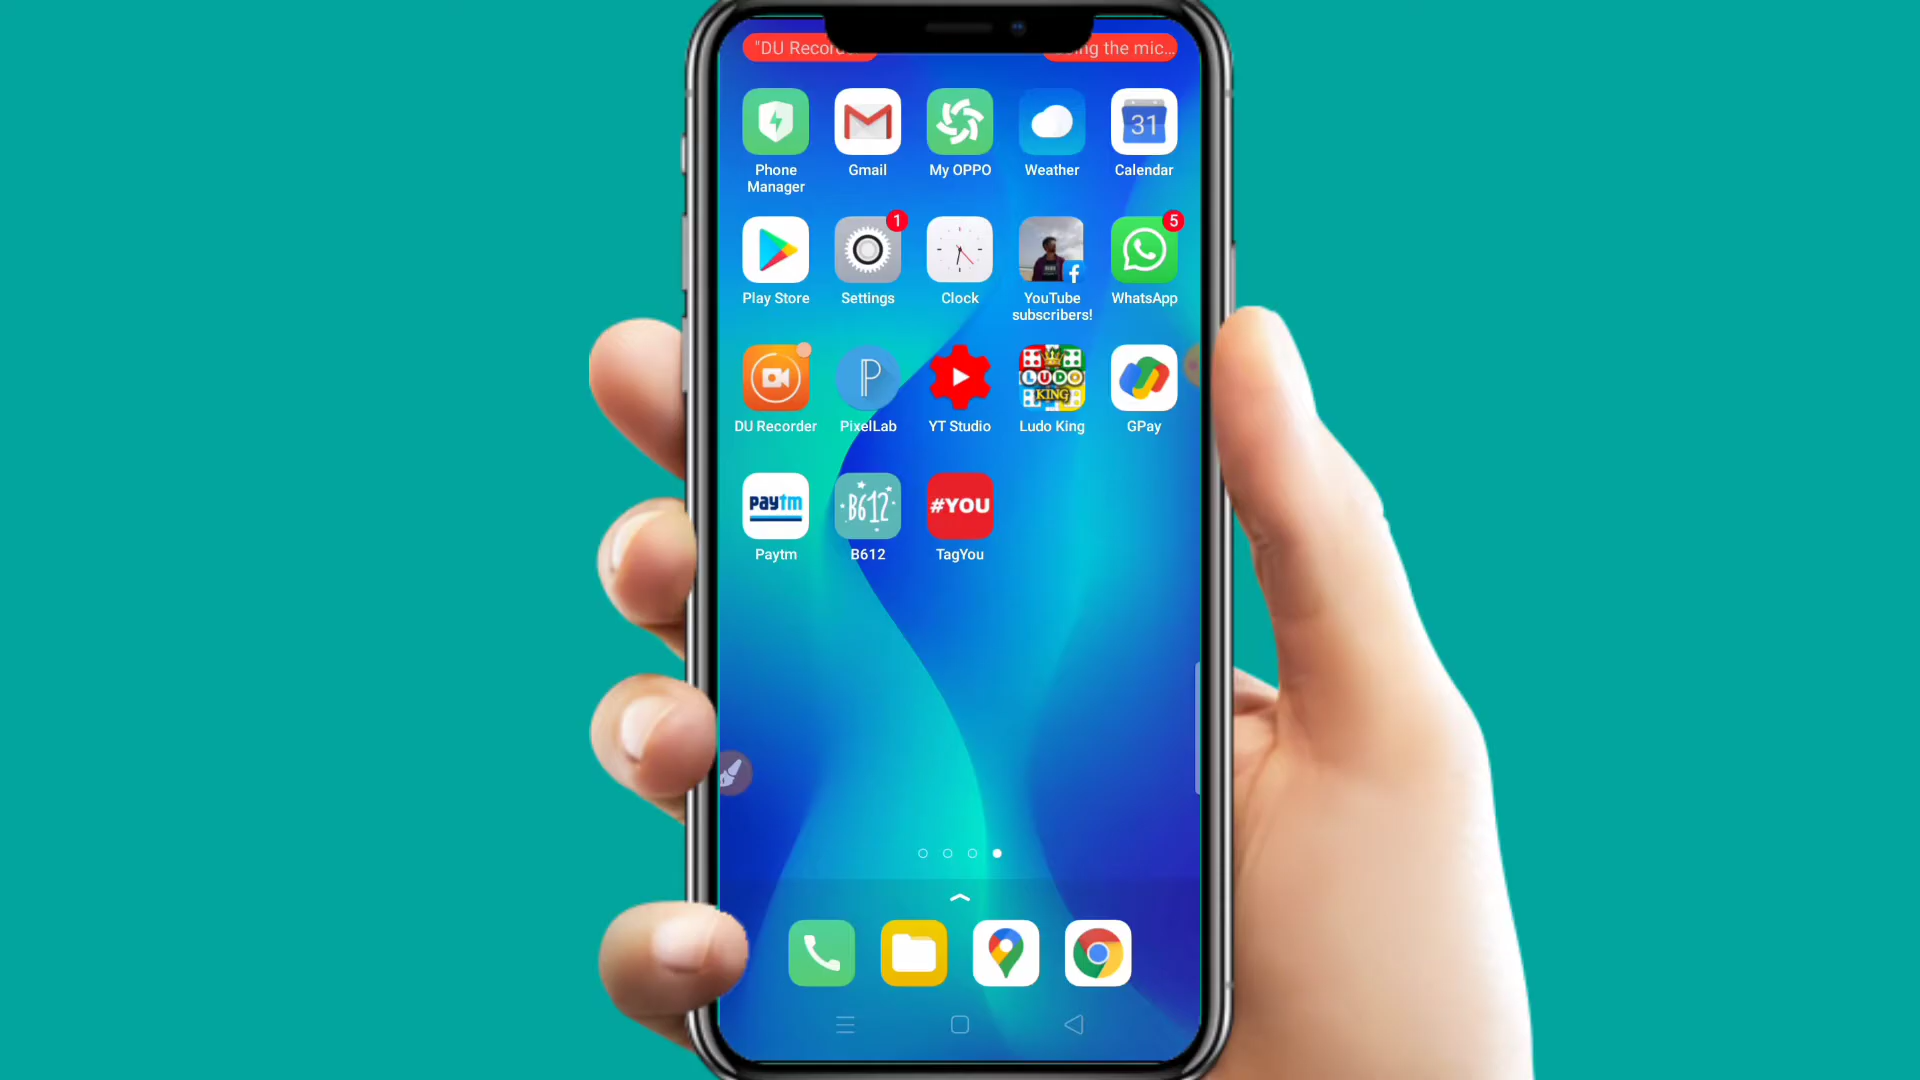 "DU Recor
ng the mic...
Phone
Manager
Gmail
My OPPO
Weather
31
Calendar
Play Store
1
Settings
Clock
YouTube
subscribers!
5
WhatsApp
DU Recorder
P
PixelLab
YT Studio
LUDO
KING
Ludo King
GPay
paytm
Paytm
B612
B612
#YOU
TagYou